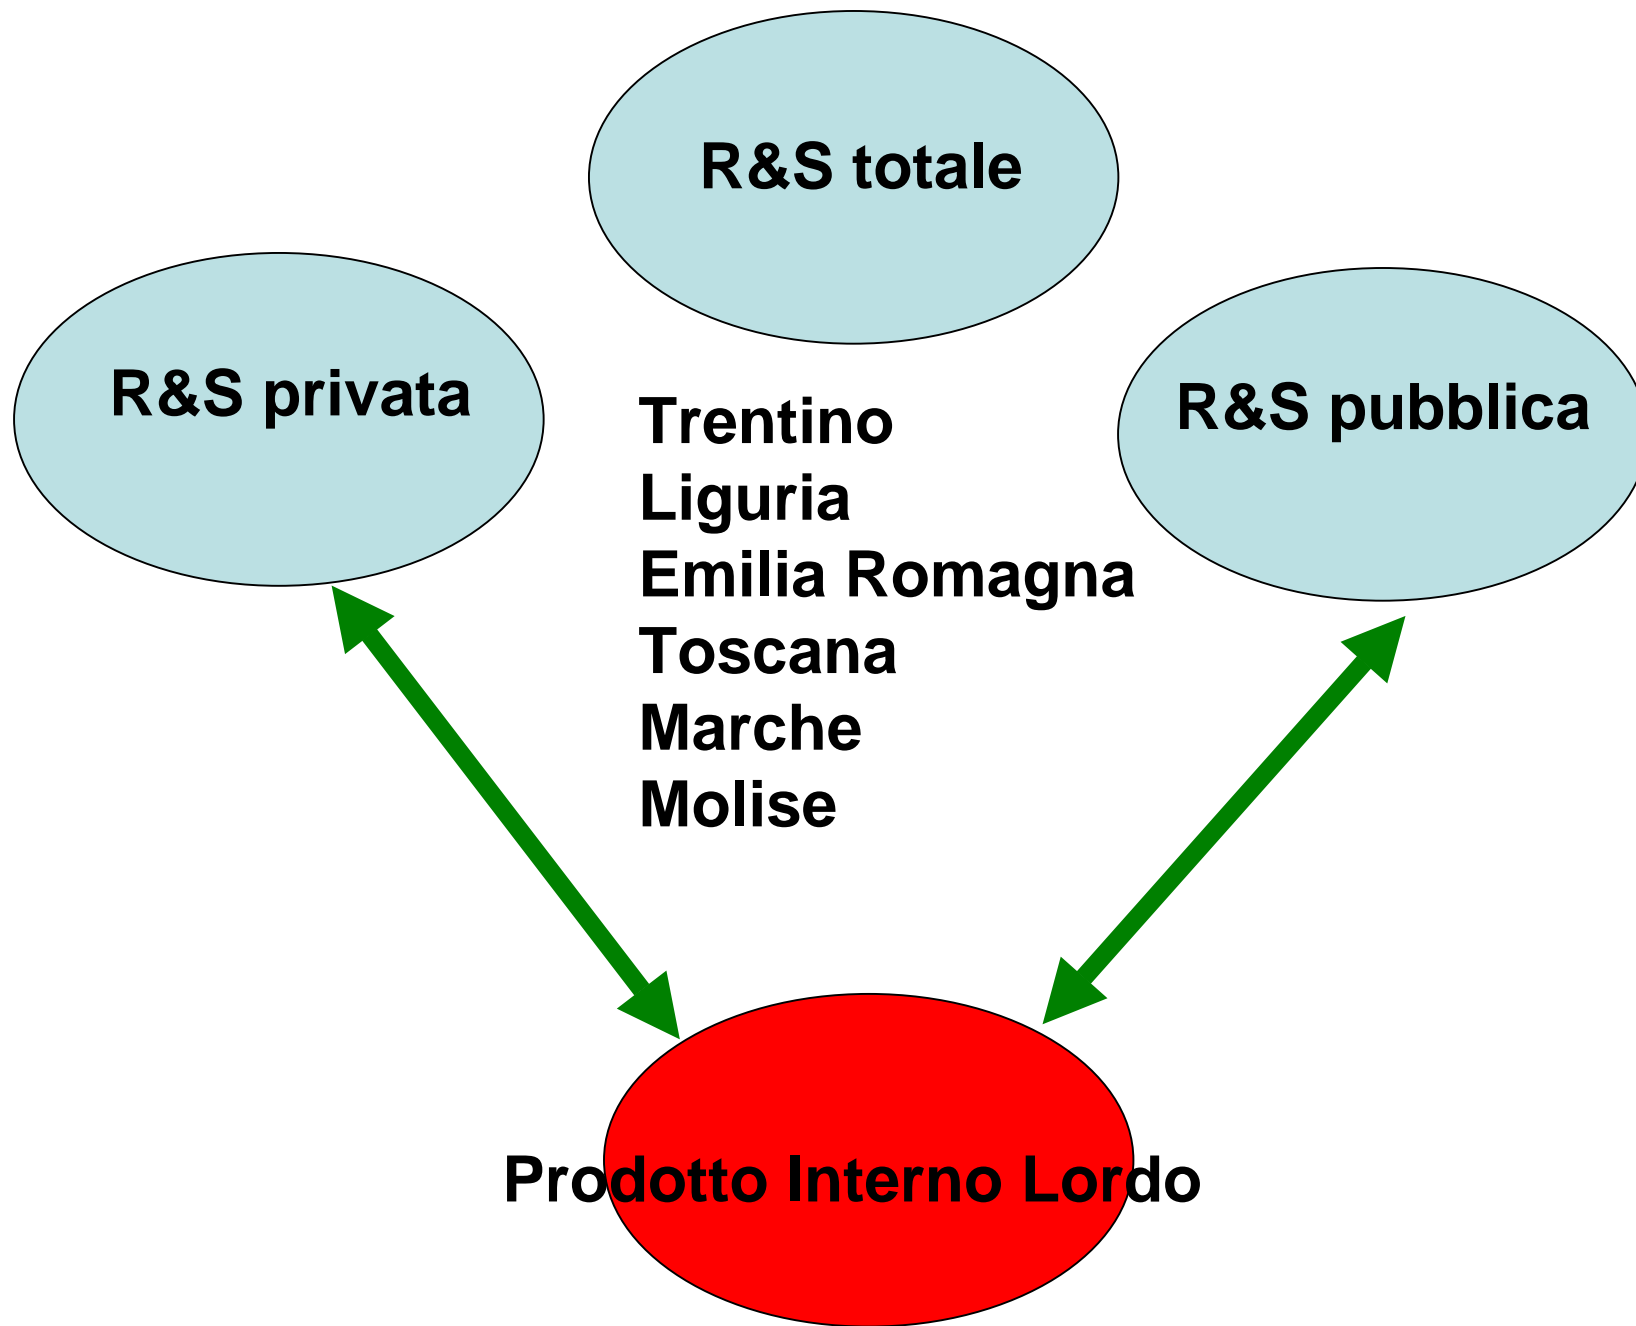 R&S totale
R&S privata
R&S pubblica
Trentino
Liguria
Emilia Romagna
Toscana
Marche
Molise
Prodotto Interno Lordo